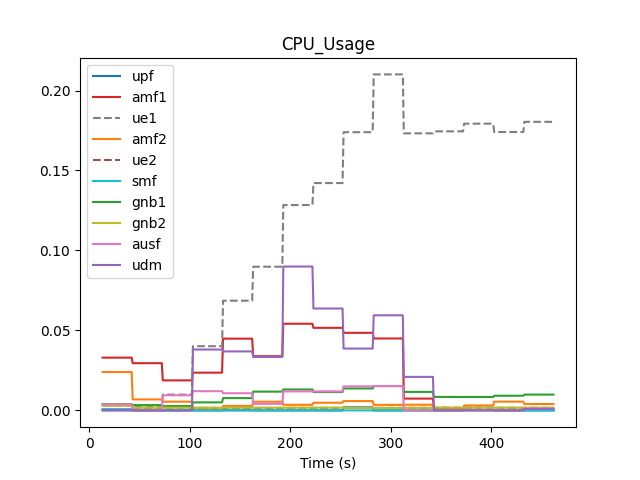 CPU_Usage
0.20
0.15
0.10
0.05
0.00
upf
amf1
ue1
amf2
ue2
smf
gnb1
gnb2
ausf
udm
0 100 200 300 400
Time (s)